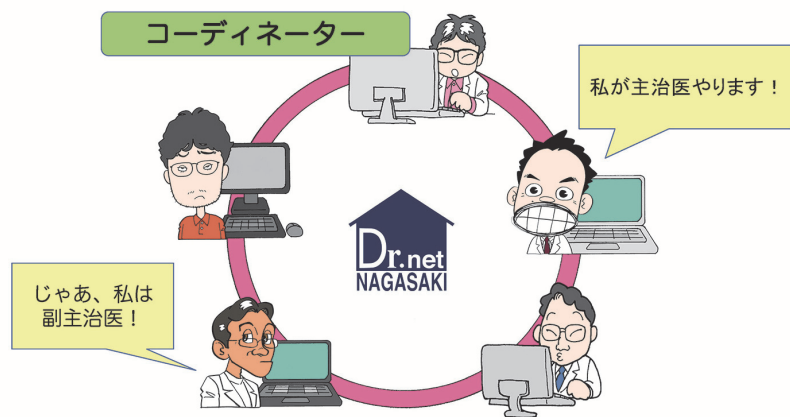 コーディネーター
私が主治医やります！
Dr.net
NAGASAKI
じゃあ、私は
副主治医！